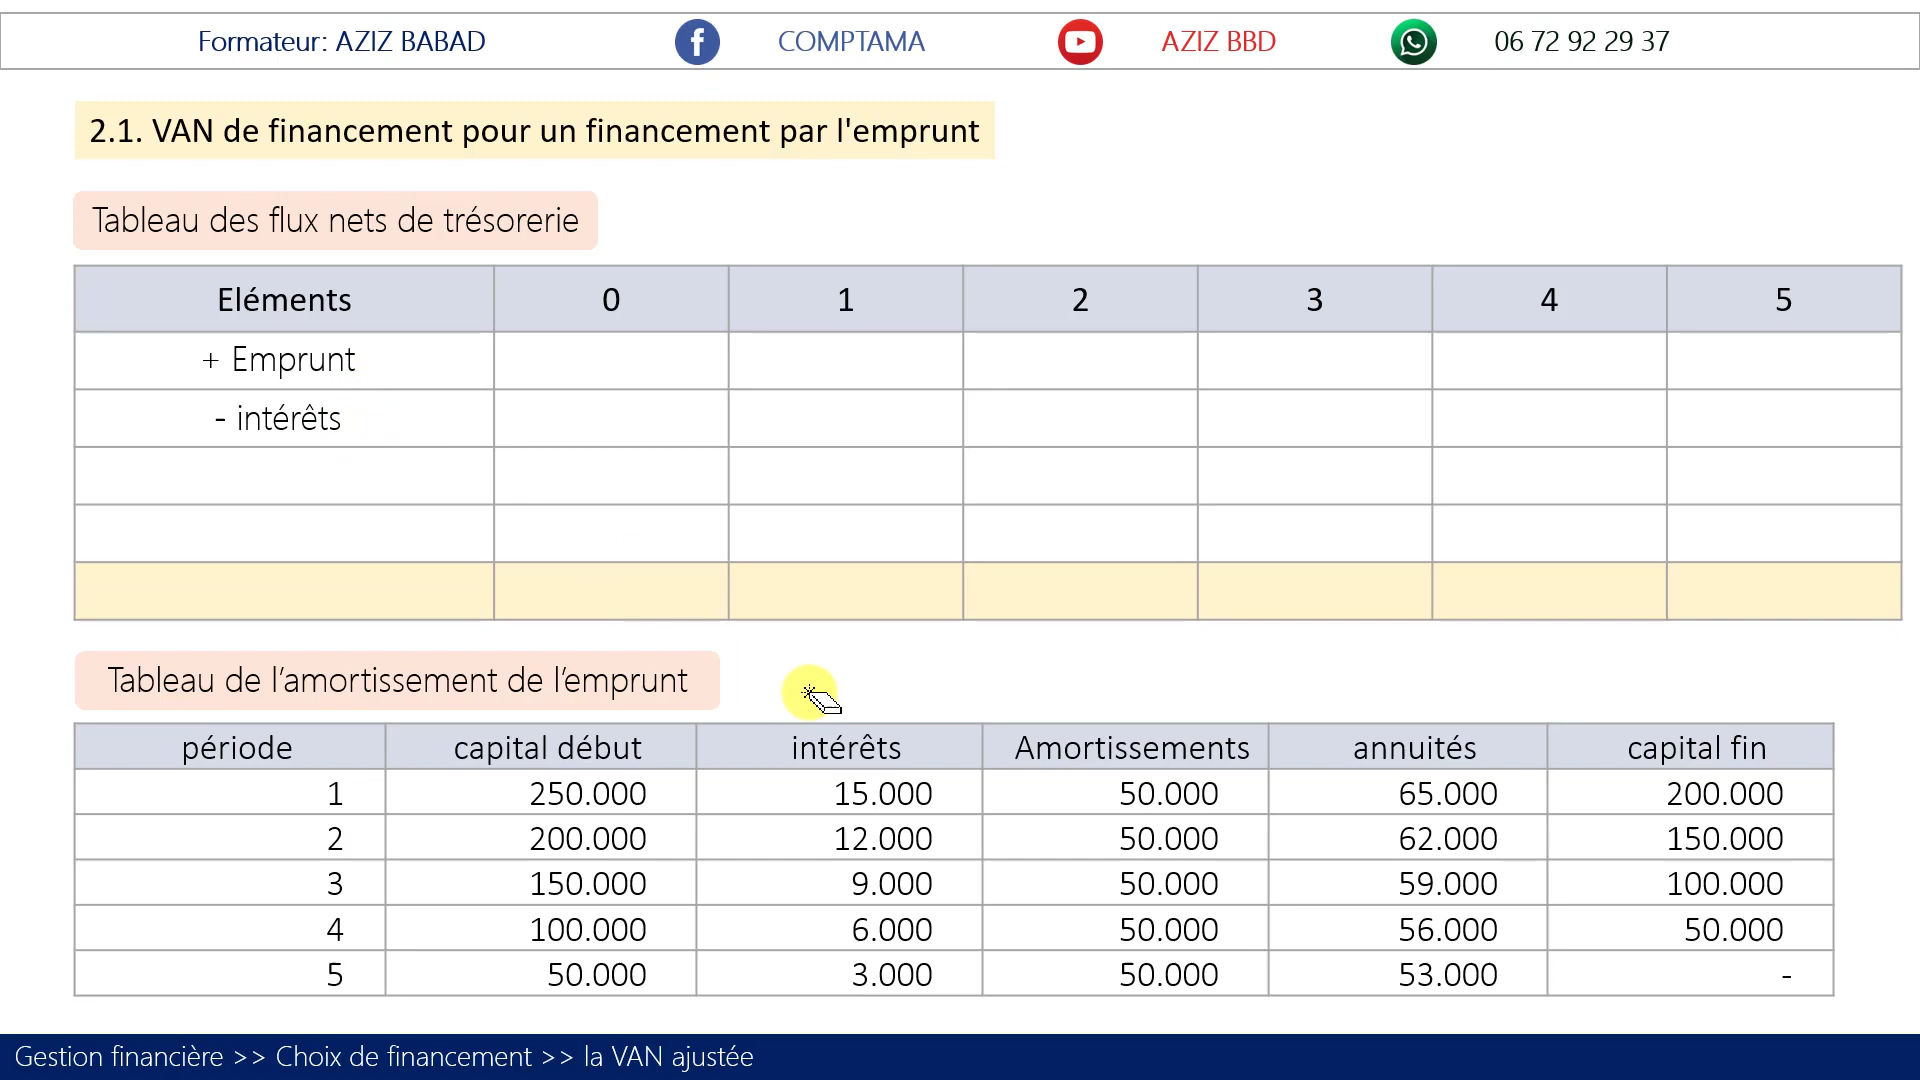 Formateur: AZIZ BABAD COMPTAMA AZIZ BBD 06 72 92 29 37
2.1. VAN de financement pour un financement par l'emprunt
Tableau des flux nets de trésorerie
Eléments 0 1 2 3 4 5
+ Emprunt
- intérêts
Tableau de l’amortissement de l’emprunt
période capital début intérêts Amortissements annuités capital fin
1 250.000 15.000 50.000 65.000 200.000
2 200.000 12.000 50.000 62.000 150.000
3 150.000 9.000 50.000 59.000 100.000
4 100.000 6.000 50.000 56.000 50.000
5 50.000 3.000 50.000 53.000 -
Gestion financière >> Choix de financement >> la VAN ajustée